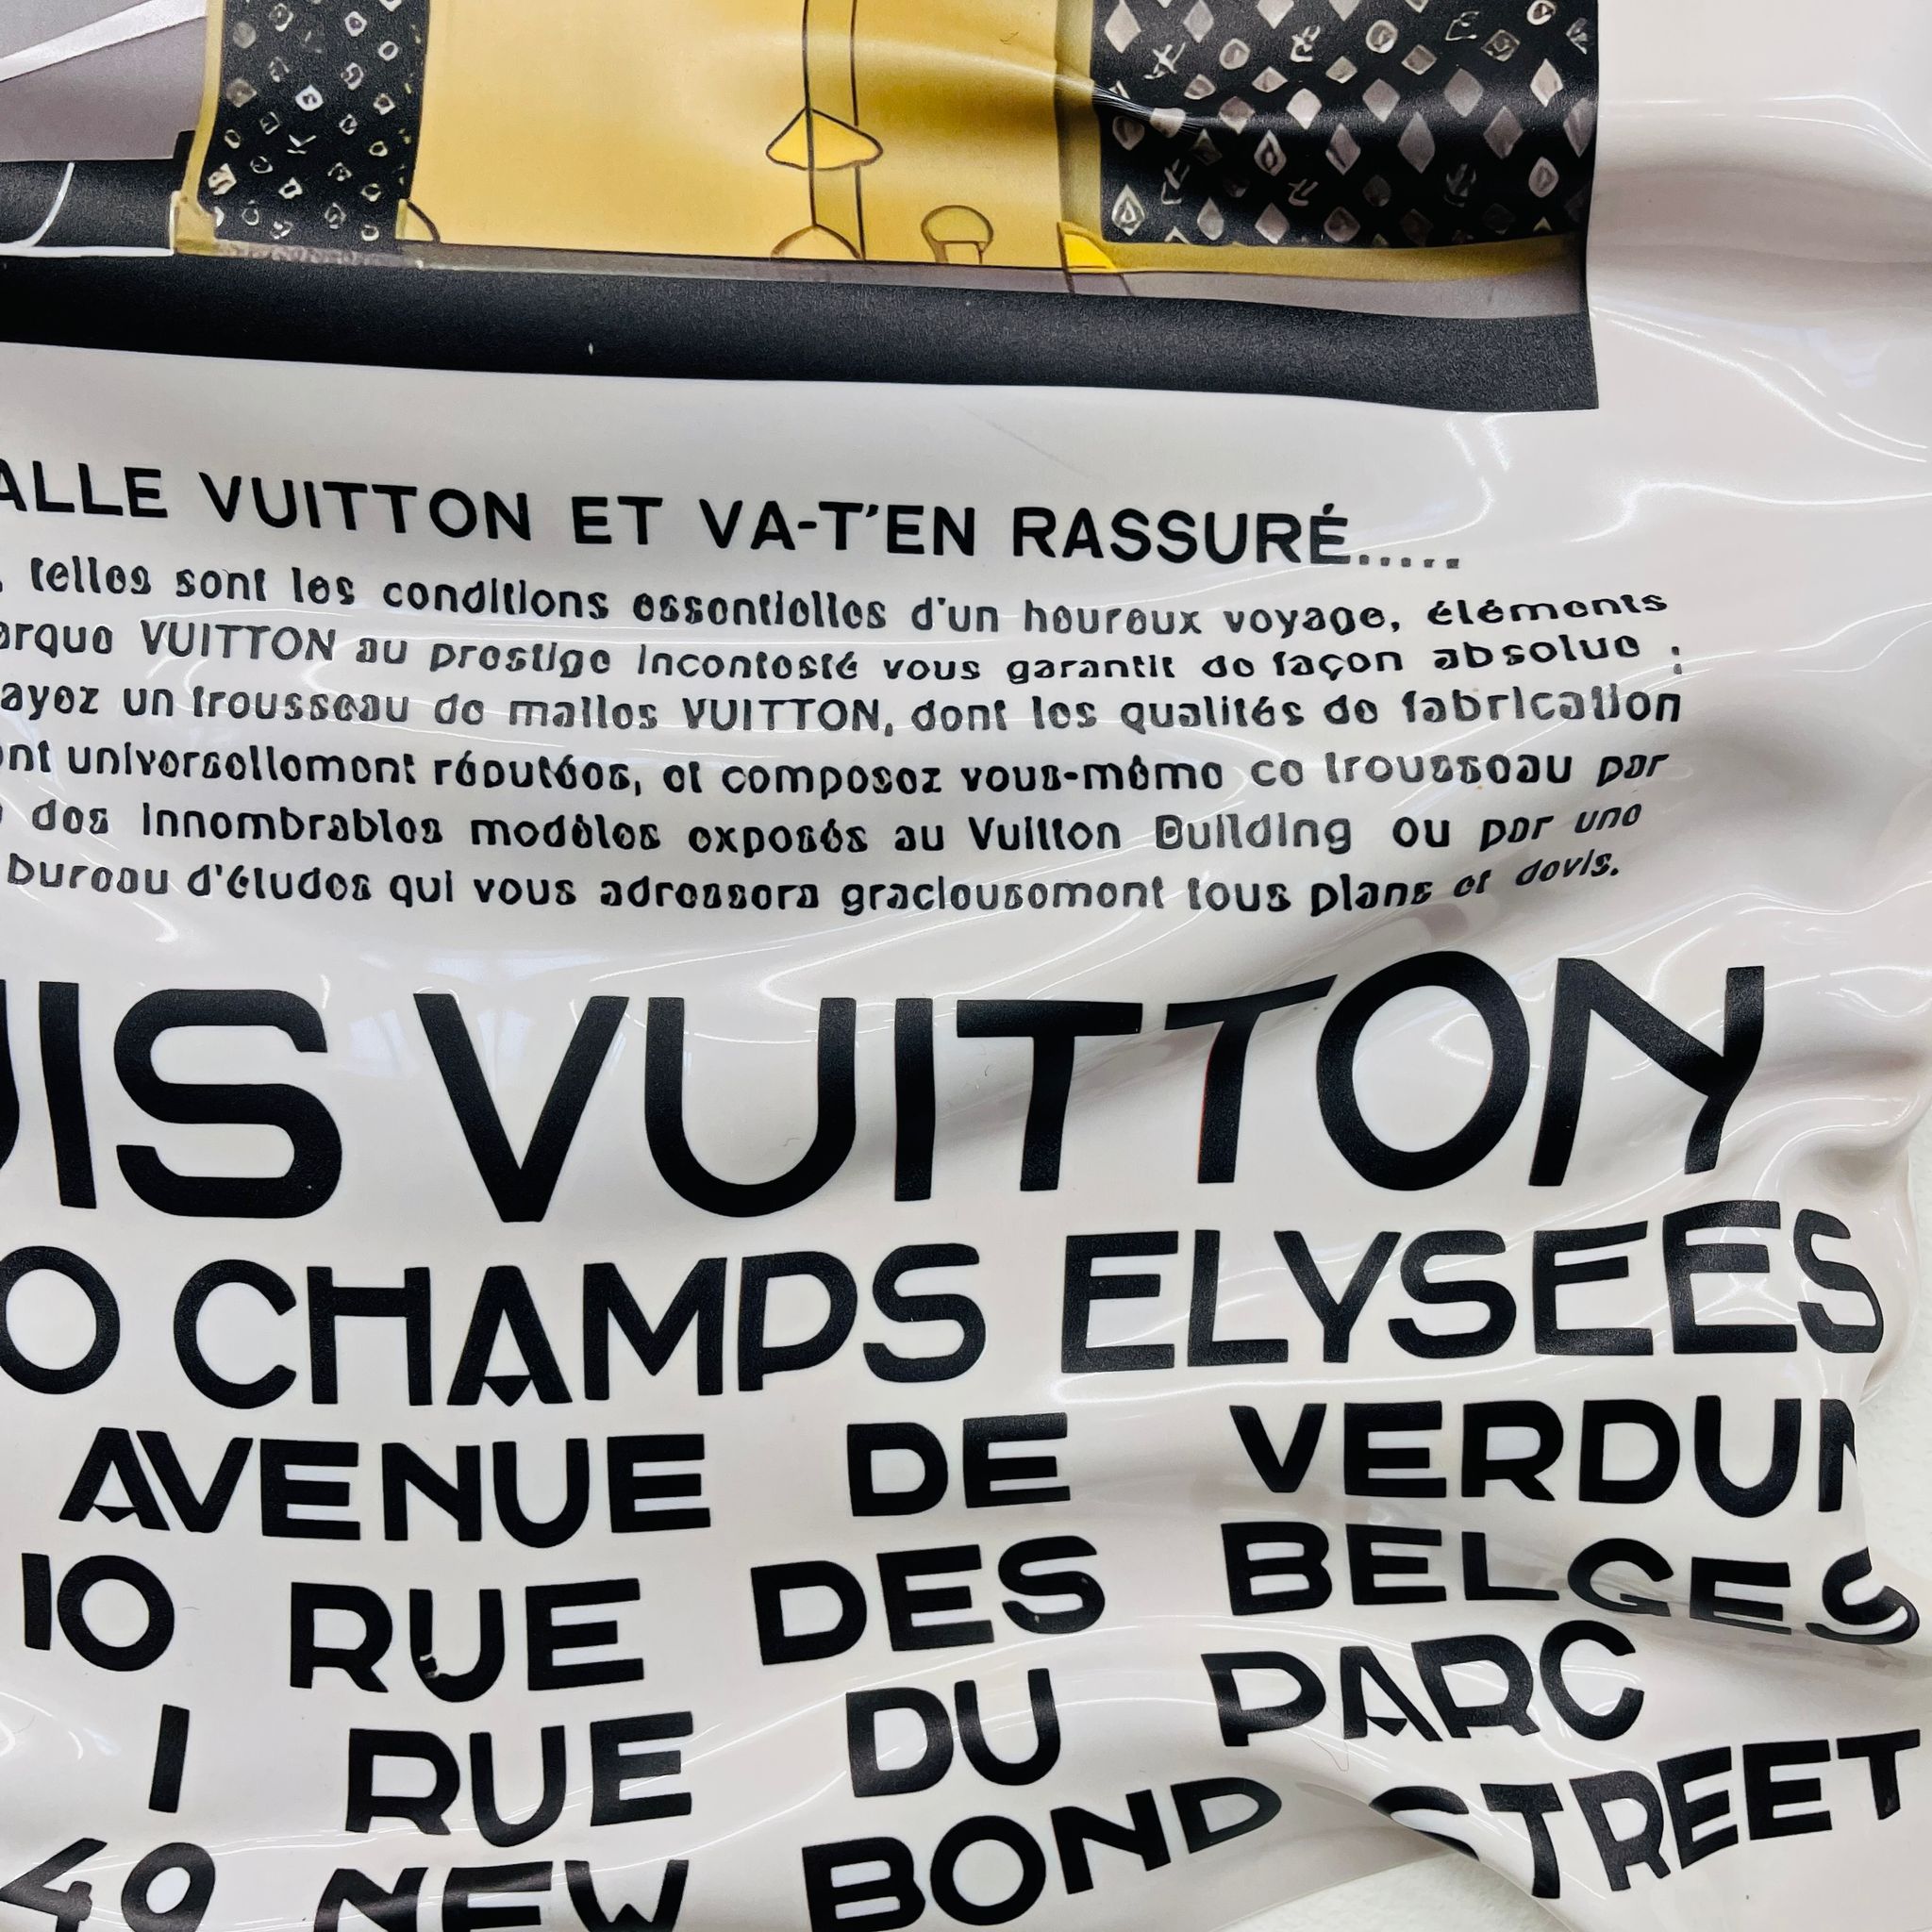 ALLE VUITTON ET VA-T'EN RASSURÉ.....
, telles sont les conditions essentielles d'un heureux voyage, éléments
arque VUITTON au prestige incontesté vous garantit de façon absolue ;
ayez un trousseau de malles VUITTON, dont les qualités de fabrication
ont universellement réputées, et composez vous-même ce trousseau par
des innombrables modèles exposés au Vuitton Building ou par une
bureau d'études qui vous adressera gracieusement tous plans et devis.
UIS VUITTON
0 CHAMPS ELYSEES
AVENUE DE VERDUN
10 RUE DES BELGES
1 RUE DU PARC
49 NEW BOND STREET